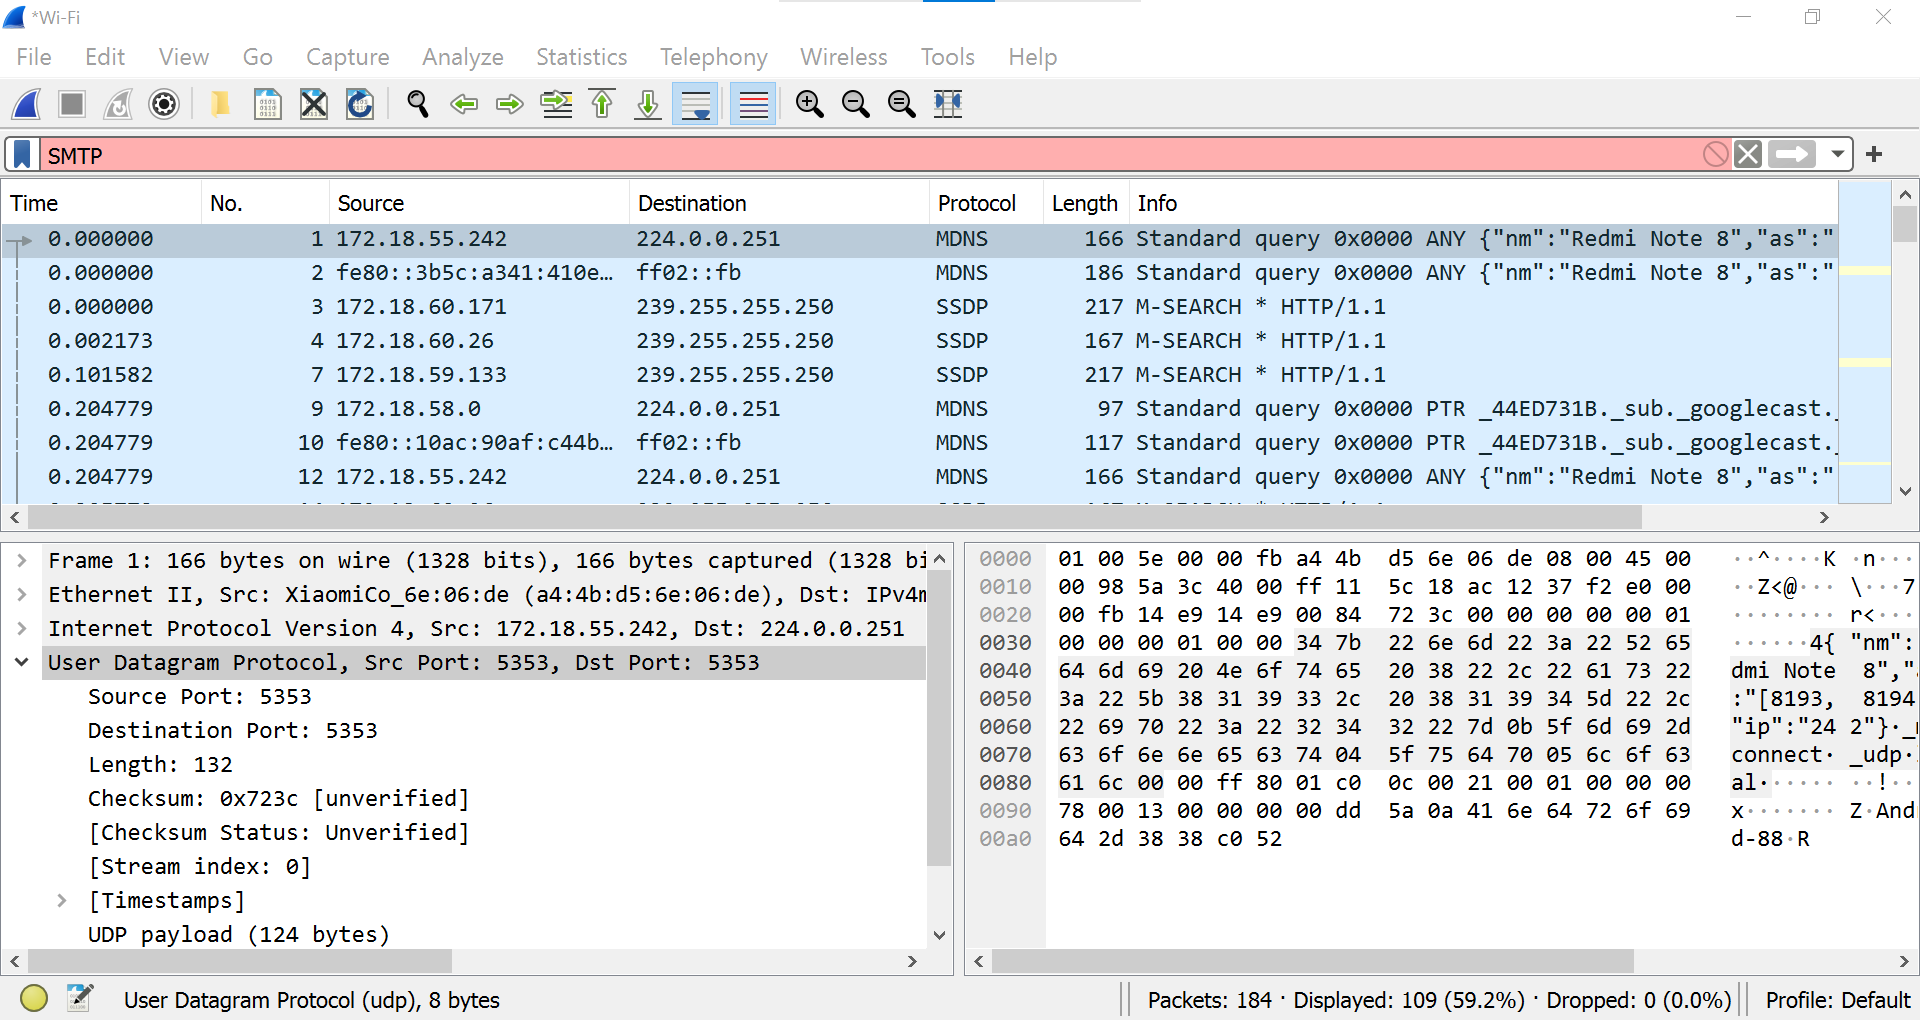 *Wi-Fi
File Edit View Go Capture Analyze Statistics Telephony Wireless Tools Help
SMTP
Time No. Source Destination Protocol Length Info
0.000000 1 172.18.55.242 224.0.0.251 MDNS 166 Standard query 0x0000 ANY {"nm":"Redmi Note 8","as":"
0.000000 2 fe80::3b5c:a341:410e… ff02::fb MDNS 186 Standard query 0x0000 ANY {"nm":"Redmi Note 8","as":"
0.000000 3 172.18.60.171 239.255.255.250 SSDP 217 M-SEARCH * HTTP/1.1
0.002173 4 172.18.60.26 239.255.255.250 SSDP 167 M-SEARCH * HTTP/1.1
0.101582 7 172.18.59.133 239.255.255.250 SSDP 217 M-SEARCH * HTTP/1.1
0.204779 9 172.18.58.0 224.0.0.251 MDNS 97 Standard query 0x0000 PTR _44ED731B._sub._googlecast.
0.204779 10 fe80::10ac:90af:c44b… ff02::fb MDNS 117 Standard query 0x0000 PTR _44ED731B._sub._googlecast.
0.204779 12 172.18.55.242 224.0.0.251 MDNS 166 Standard query 0x0000 ANY {"nm":"Redmi Note 8","as":"
Frame 1: 166 bytes on wire (1328 bits), 166 bytes captured (1328 bi
Ethernet II, Src: XiaomiCo_6e:06:de (a4:4b:d5:6e:06:de), Dst: IPv4m
Internet Protocol Version 4, Src: 172.18.55.242, Dst: 224.0.0.251
User Datagram Protocol, Src Port: 5353, Dst Port: 5353
Source Port: 5353
Destination Port: 5353
Length: 132
Checksum: 0x723c [unverified]
[Checksum Status: Unverified]
[Stream index: 0]
[Timestamps]
UDP payload (124 bytes)
0000 01 00 5e 00 00 fb a4 4b d5 6e 06 de 08 00 45 00 ··^····K ·n···
0010 00 98 5a 3c 40 00 ff 11 5c 18 ac 12 37 f2 e0 00 ··Z<@··· \···7
0020 00 fb 14 e9 14 e9 00 84 72 3c 00 00 00 00 00 01 ········ r<····
0030 00 00 00 01 00 00 34 7b 22 6e 6d 22 3a 22 52 65 ······4{ "nm":
0040 64 6d 69 20 4e 6f 74 65 20 38 22 2c 22 61 73 22 dmi Note 8","
0050 3a 22 5b 38 31 39 33 2c 20 38 31 39 34 5d 22 2c :"[8193, 8194
0060 22 69 70 22 3a 22 32 34 32 22 7d 0b 5f 6d 69 2d "ip":"24 2"}·_
0070 63 6f 6e 6e 65 63 74 04 5f 75 64 70 05 6c 6f 63 connect· _udp·
0080 61 6c 00 00 ff 80 01 c0 0c 00 21 00 01 00 00 00 al······ ··!···
0090 78 00 13 00 00 00 00 dd 5a 0a 41 6e 64 72 6f 69 x······· Z·And
00a0 64 2d 38 38 c0 52 d-88·R
User Datagram Protocol (udp), 8 bytes
Packets: 184 · Displayed: 109 (59.2%) · Dropped: 0 (0.0%)
Profile: Default